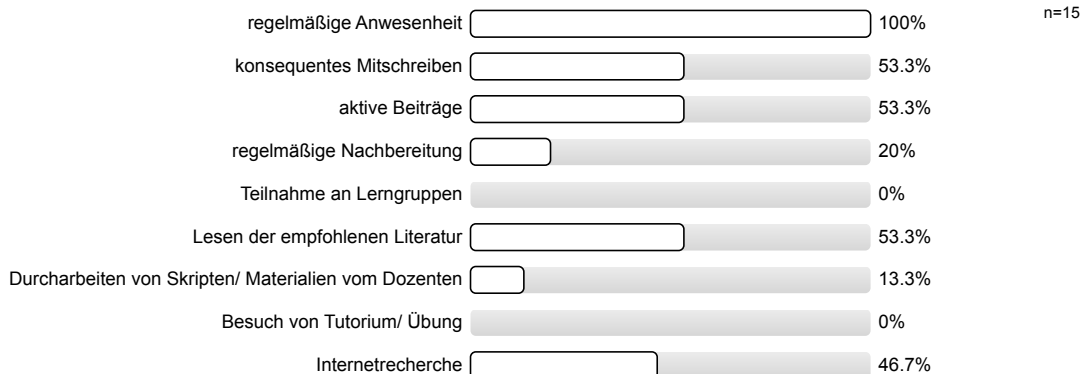 regelmäßige Anwesenheit 100% n=15
konsequentes Mitschreiben 53.3%
aktive Beiträge 53.3%
regelmäßige Nachbereitung 20%
Teilnahme an Lerngruppen 0%
Lesen der empfohlenen Literatur 53.3%
Durcharbeiten von Skripten/ Materialien vom Dozenten 13.3%
Besuch von Tutorium/ Übung 0%
Internetrecherche 46.7%